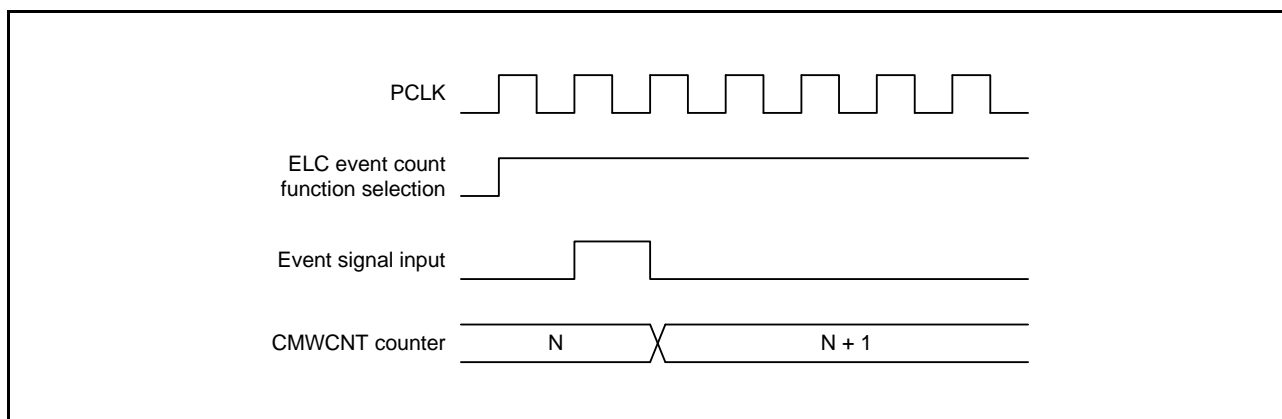 PCLK
ELC event count
function selection
Event signal input
CMWCNT counter
N
N + 1